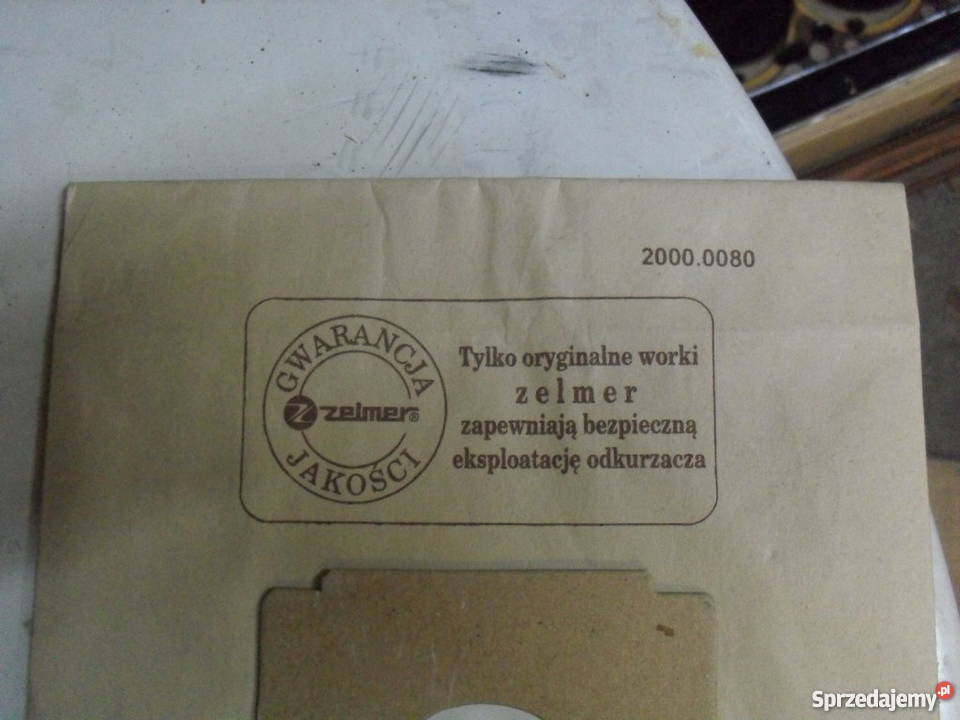 2000.0080
GWARANCJA
zelmer®
JAKOŚCI
Tylko oryginalne worki
zelmer
zapewniają bezpieczną
eksploatację odkurzacza
Sprzedajemy.pl